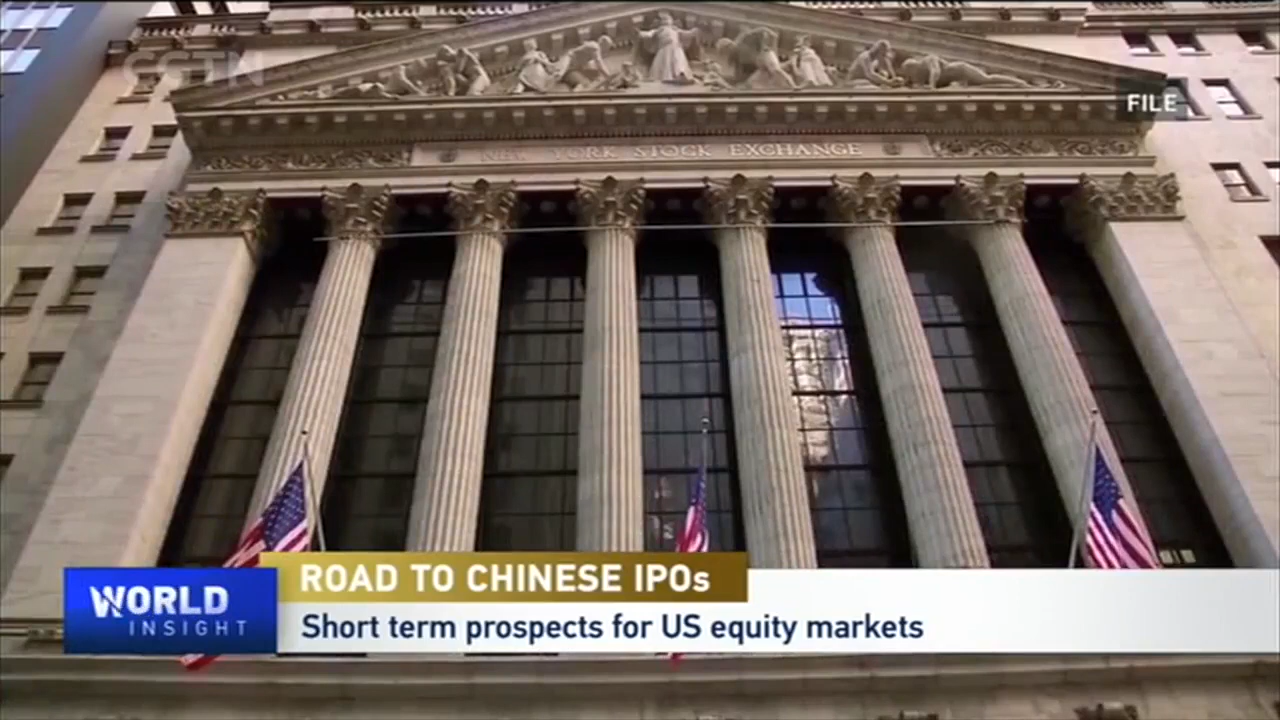 CGTN
FILE
NEW YORK STOCK EXCHANGE
ROAD TO CHINESE IPOs
WORLD
INSIGHT
Short term prospects for US equity markets